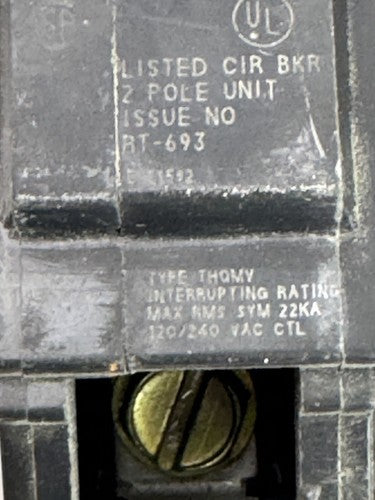 UL
LISTED CIR BKR
2 POLE UNIT
ISSUE NO
RT-693
TYPE THQMV
INTERRUPTING RATING
MAX RMS SYM 22KA
120/240 VAC CTL